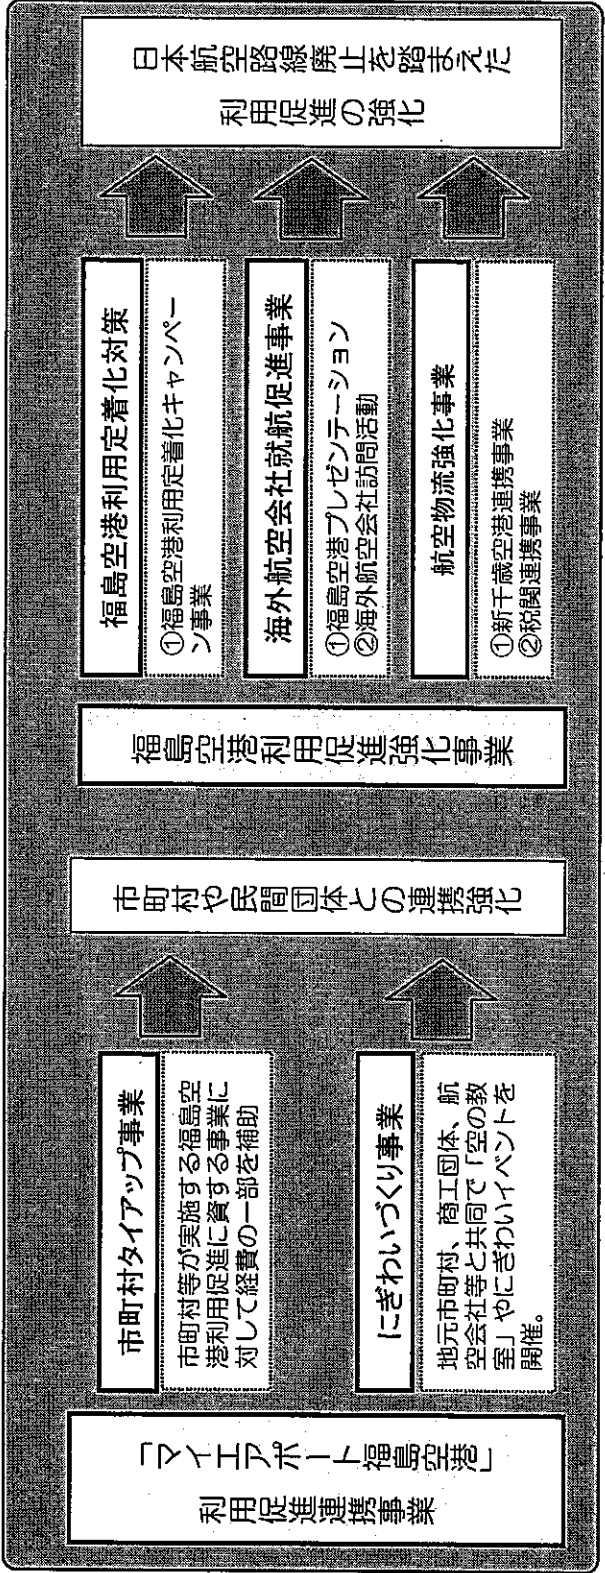 「マイエアポート福島空港」
利用促進連携事業
市町村タイアップ事業
市町村等が実施する福島空
港利用促進に資する事業に
対して経費の一部を補助
にぎわいづくり事業
地元市町村、商工団体、航
空会社等と共同で「空の教
室」やにぎわいイベントを
開催。
市町村や民間団体との連携強化
福島空港利用促進強化事業
福島空港利用定着化対策
①福島空港利用定着化キャンペー
ン事業
海外航空会社就航促進事業
①福島空港プレゼンテーション
②海外航空会社訪問活動
航空物流強化事業
①新千歳空港連携事業
②税関連携事業
日本航空路線廃止を踏まえた
利用促進の強化